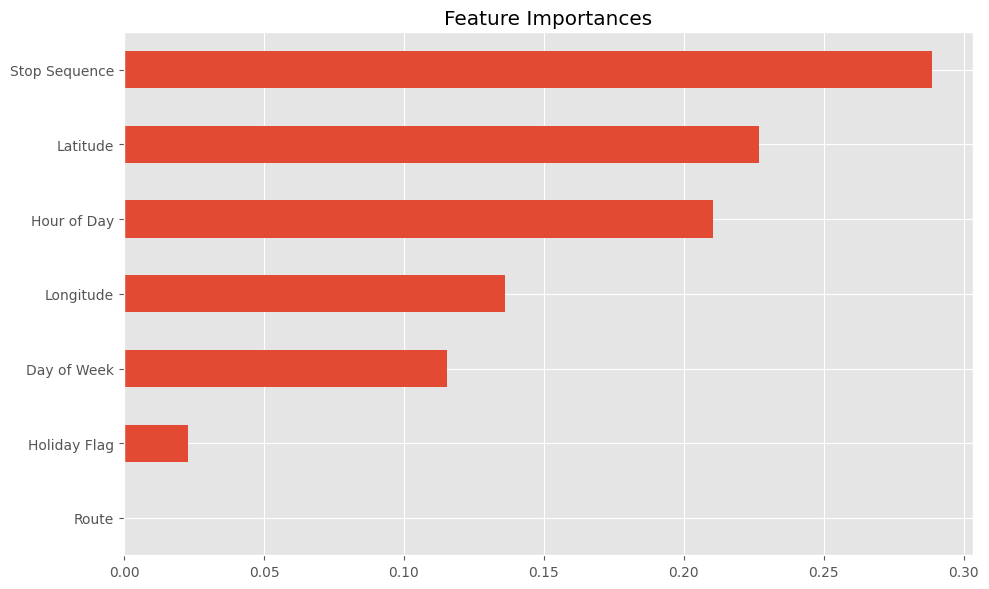 Feature Importances
Stop Sequence
Latitude
Hour of Day
Longitude
Day of Week
Holiday Flag
Route
0.00 0.05 0.10 0.15 0.20 0.25 0.30